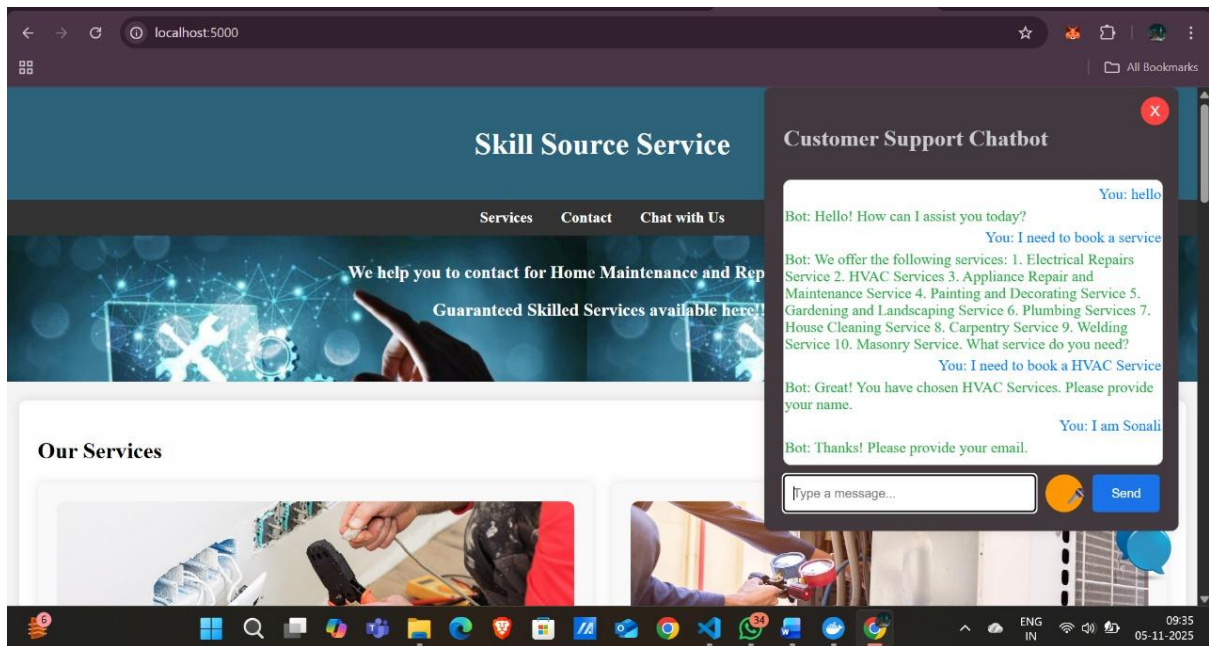 localhost:5000
All Bookmarks
Skill Source Service
Services Contact Chat with Us
We help you to contact for Home Maintenance and Rep
Guaranteed Skilled Services available here!!
Our Services
X
Customer Support Chatbot
You: hello
Bot: Hello! How can I assist you today?
You: I need to book a service
Bot: We offer the following services: 1. Electrical Repairs
Service 2. HVAC Services 3. Appliance Repair and
Maintenance Service 4. Painting and Decorating Service 5.
Gardening and Landscaping Service 6. Plumbing Services 7.
House Cleaning Service 8. Carpentry Service 9. Welding
Service 10. Masonry Service. What service do you need?
You: I need to book a HVAC Service
Bot: Great! You have chosen HVAC Services. Please provide
your name.
You: I am Sonali
Bot: Thanks! Please provide your email.
Type a message...
Send
6
34
ENG
IN
09:35
05-11-2025